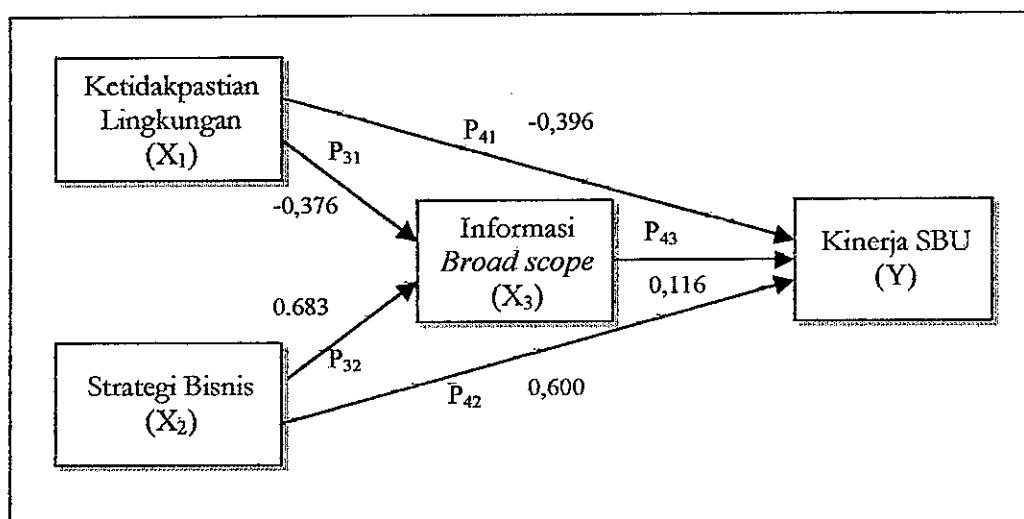 Ketidakpastian
Lingkungan
(X₁)
P₄₁ -0,396
P₃₁
-0,376
Informasi
Broad scope
(X₃)
P₄₃
0,116
Kinerja SBU
(Y)
0.683
P₃₂
Strategi Bisnis
(X₂)
P₄₂ 0,600